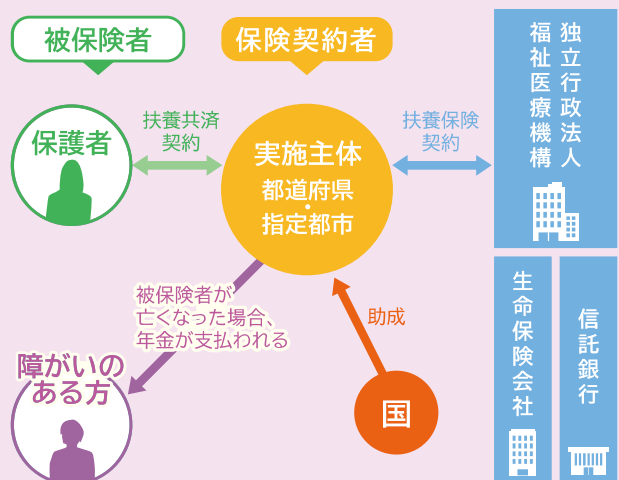 被保険者
保険契約者
独立行政法人
福祉医療機構
保護者
扶養共済
契約
実施主体
都道府県
・
指定都市
扶養保険
契約
被保険者が
亡くなった場合、
年金が支払われる
助成
国
障がいの
ある方
生命保険会社
信託銀行